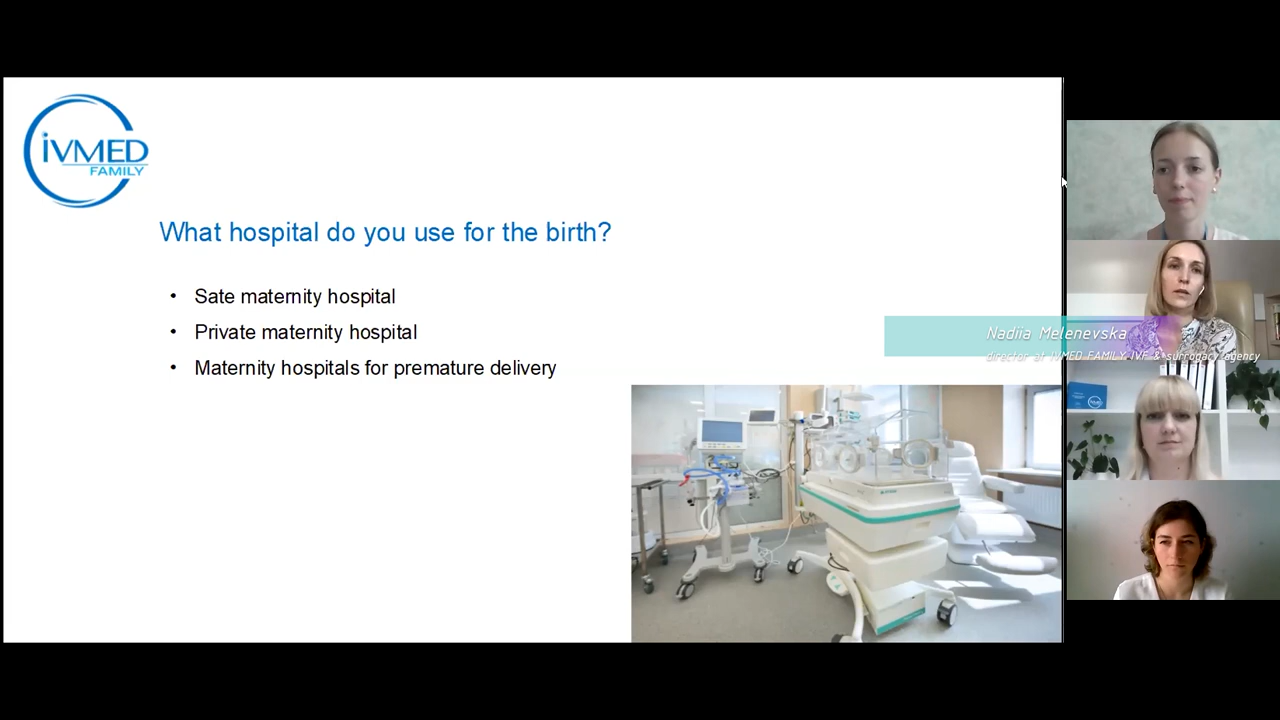 iVMED
FAMILY
What hospital do you use for the birth?
• Sate maternity hospital
• Private maternity hospital
• Maternity hospitals for premature delivery
Nadiia Melenevska
director at IVMED FAMILY IVF & surrogacy agency